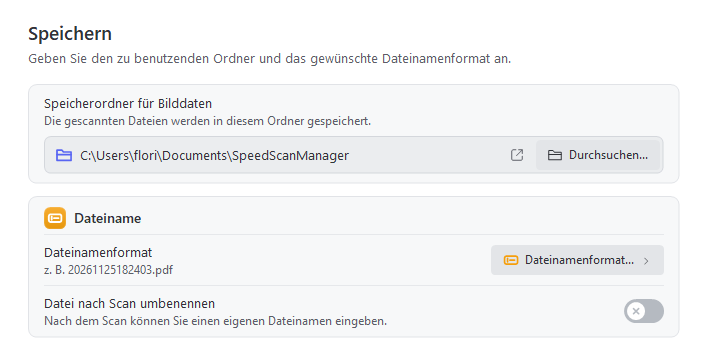 Speichern
Geben Sie den zu benutzenden Ordner und das gewünschte Dateinamenformat an.
Speicherordner für Bilddaten
Die gescannten Dateien werden in diesem Ordner gespeichert.
C:\Users\flori\Documents\SpeedScanManager
Durchsuchen...
Dateiname
Dateinamenformat
z. B. 20261125182403.pdf
Dateinamenformat...
Datei nach Scan umbenennen
Nach dem Scan können Sie einen eigenen Dateinamen eingeben.